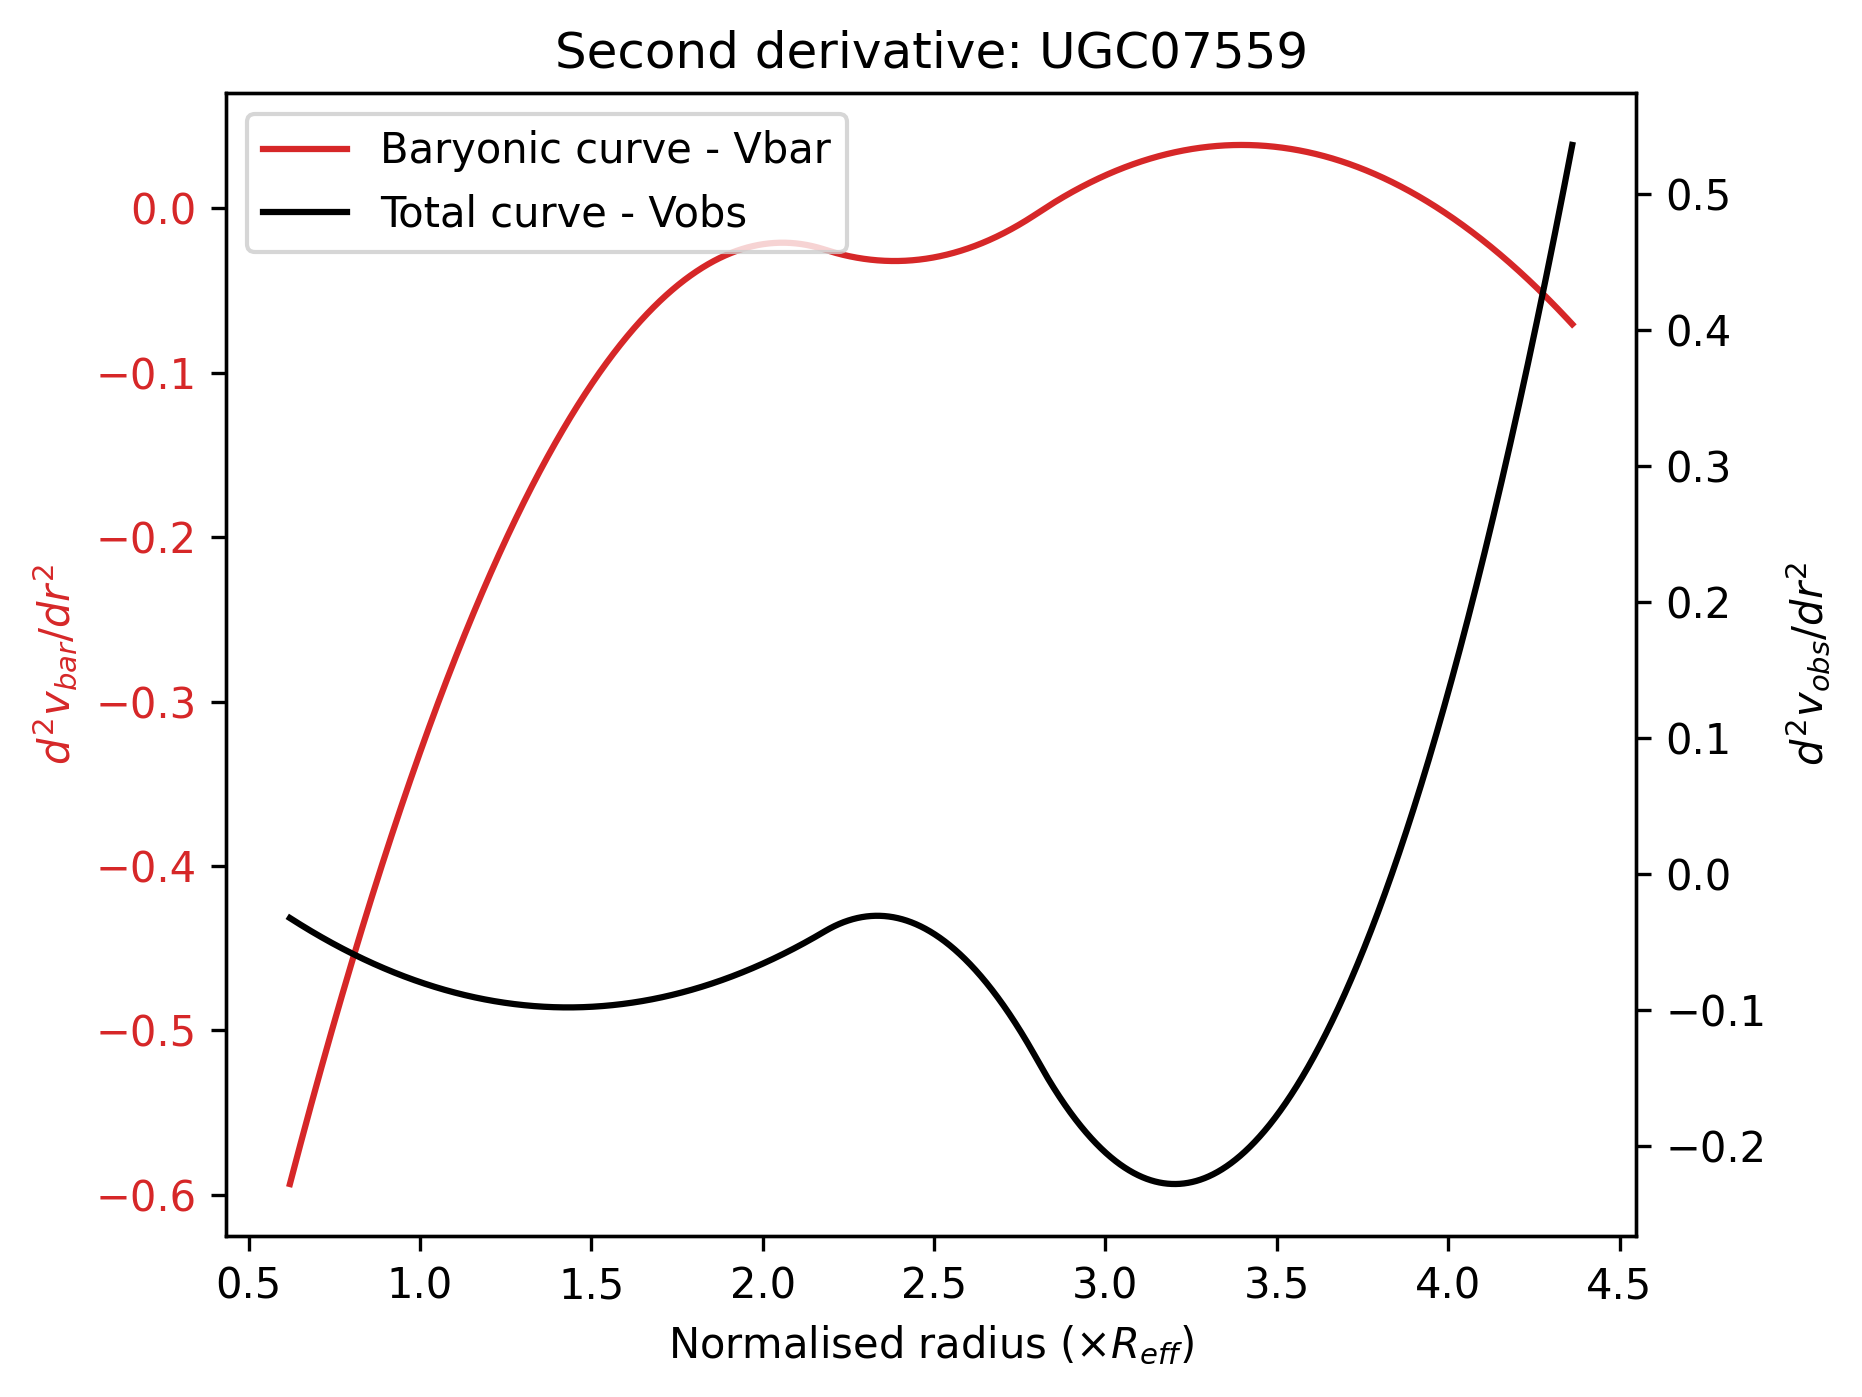 Second derivative: UGC07559
Baryonic curve - Vbar
Total curve - Vobs
0.0
−0.1
−0.2
−0.3
−0.4
−0.5
−0.6
d²v_bar/dr²
0.5
0.4
0.3
0.2
0.1
0.0
−0.1
−0.2
d²v_obs/dr²
0.5 1.0 1.5 2.0 2.5 3.0 3.5 4.0 4.5
Normalised radius (×R_eff)